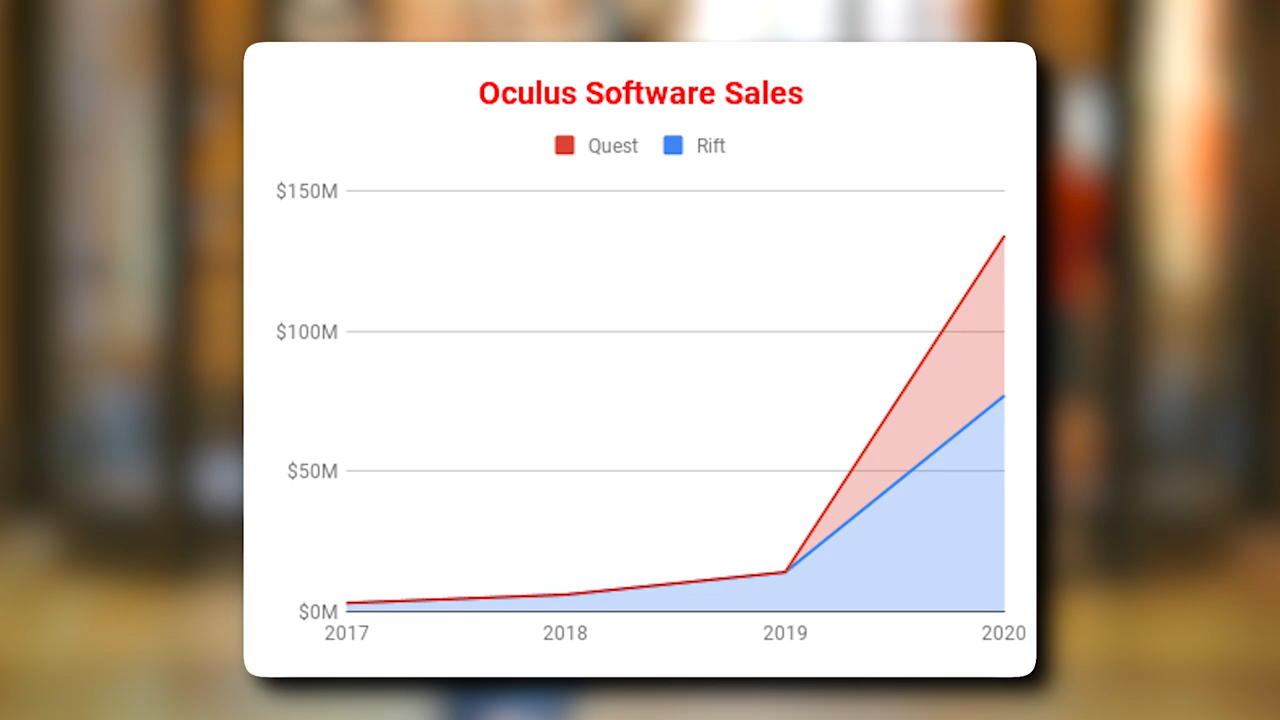 Oculus Software Sales
Quest Rift
$150M
$100M
$50M
$0M
2017 2018 2019 2020